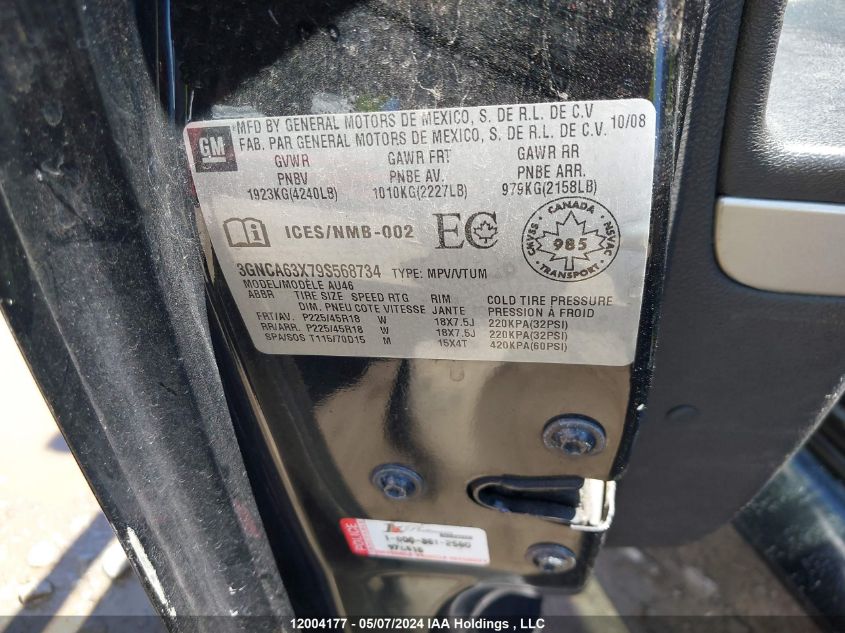 GM
MFD BY GENERAL MOTORS DE MEXICO, S. DE R.L. DE C.V
FAB. PAR GENERAL MOTORS DE MEXICO, S. DE R.L. DE C.V. 10/08
GVWR GAWR FRT GAWR RR
PNBV PNBE AV. PNBE ARR.
1923KG(4240LB) 1010KG(2227LB) 979KG(2158LB)
ICES/NMB-002 EC
CANADA
985
CMVSS NSVAC
TRANSPORT
3GNCA63X79S568734 TYPE: MPV/VTUM
MODEL/MODÈLE AU46
ABBR TIRE SIZE SPEED RTG RIM COLD TIRE PRESSURE
DIM. PNEU COTE VITESSE JANTE PRESSION À FROID
FRT/AV. P225/45R18 W 18X7.5J 220KPA(32PSI)
RR/ARR. P225/45R18 W 18X7.5J 220KPA(32PSI)
SPA/SOS T115/70D15 M 15X4T 420KPA(60PSI)
POLICE
12004177 - 05/07/2024 IAA Holdings, LLC.